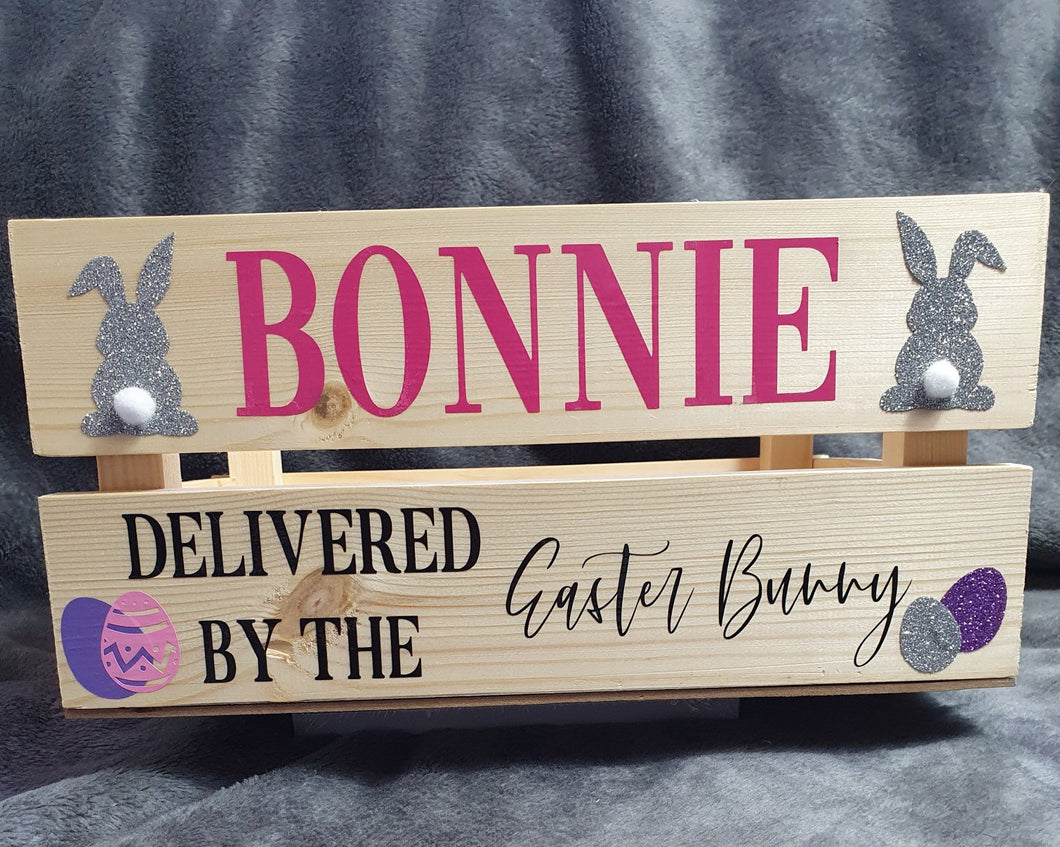 BONNIE
DELIVERED
BY THE
Easter Bunny